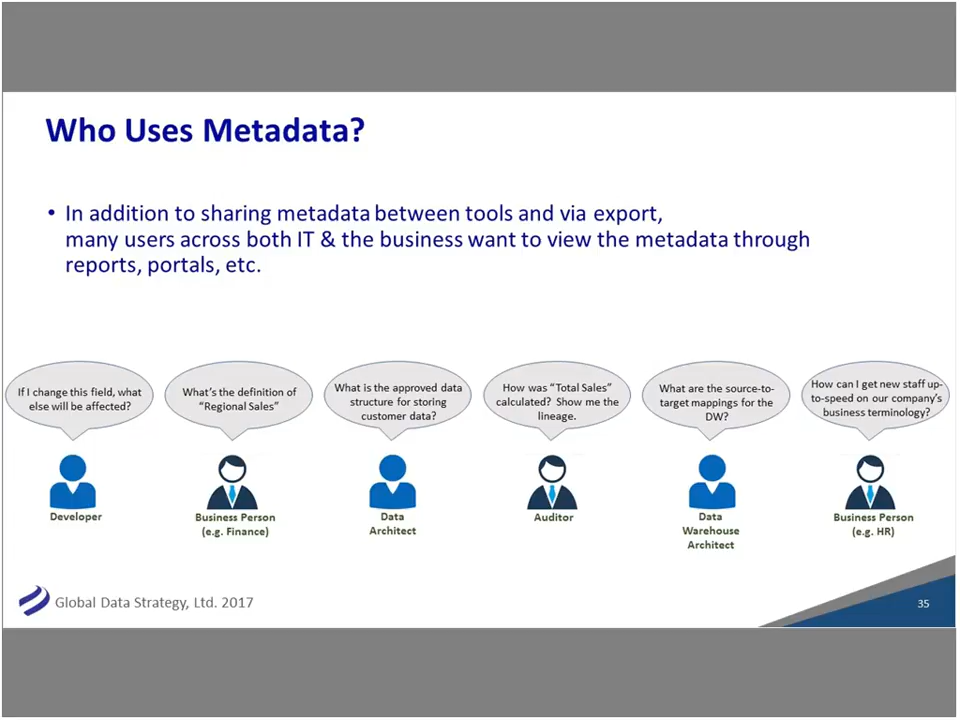 Who Uses Metadata?
• In addition to sharing metadata between tools and via export,
many users across both IT & the business want to view the metadata through
reports, portals, etc.
If I change this field, what
else will be affected?
What's the definition of
“Regional Sales”
What is the approved data
structure for storing
customer data?
How was “Total Sales”
calculated? Show me the
lineage.
What are the source-to-
target mappings for the
DW?
How can I get new staff up-
to-speed on our company's
business terminology?
Developer
Business Person
(e.g. Finance)
Data
Architect
Auditor
Data
Warehouse
Architect
Business Person
(e.g. HR)
Global Data Strategy, Ltd. 2017
35